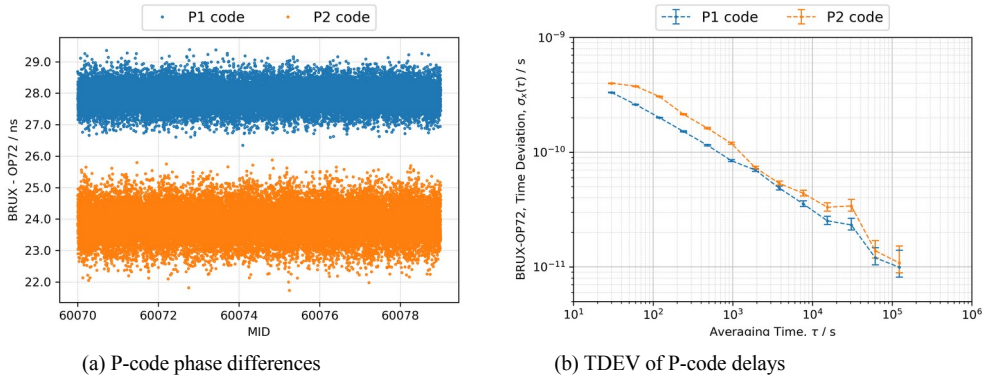 P1 code P2 code
29.0
28.0
27.0
26.0
25.0
24.0
23.0
22.0
BRUX - OP72 / ns
60070 60072 60074 60076 60078
MJD
(a) P-code phase differences
P1 code P2 code
10⁻⁹
10⁻¹⁰
10⁻¹¹
BRUX-OP72, Time Deviation, σₓ(τ) / s
10¹ 10² 10³ 10⁴ 10⁵ 10⁶
Averaging Time, τ / s
(b) TDEV of P-code delays